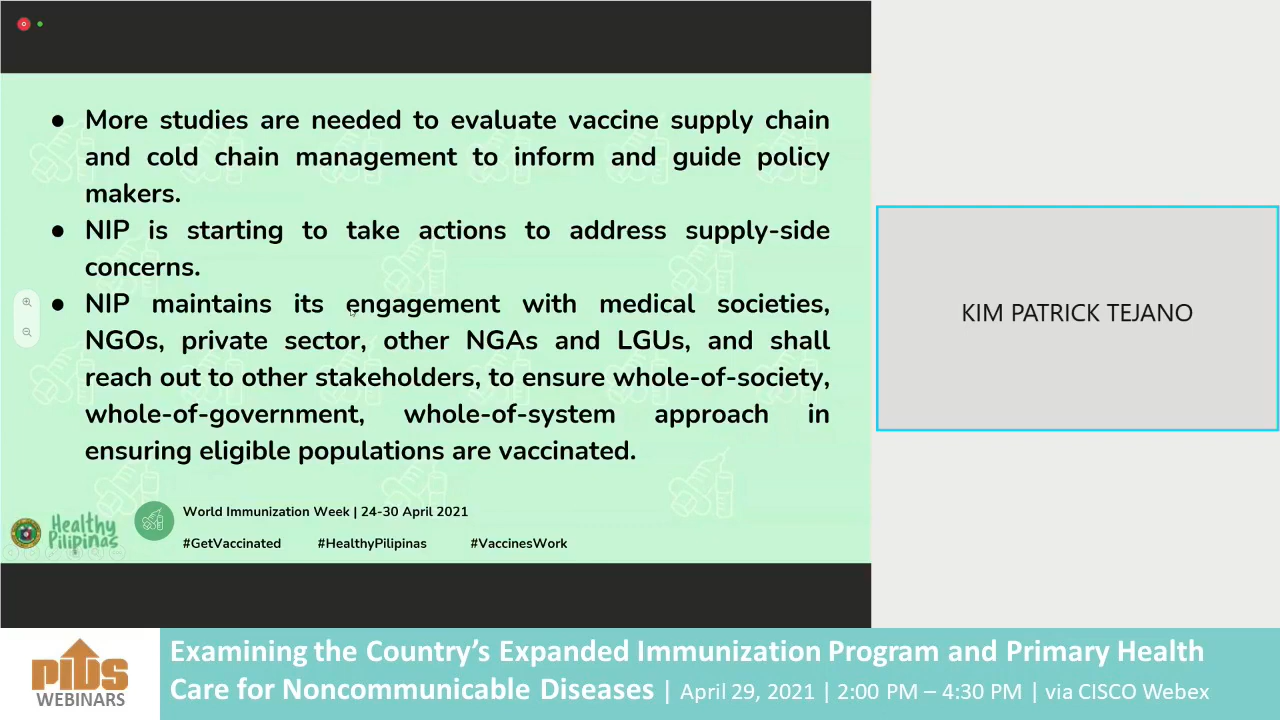 ● More studies are needed to evaluate vaccine supply chain
and cold chain management to inform and guide policy
makers.
● NIP is starting to take actions to address supply-side
concerns.
● NIP maintains its engagement with medical societies,
NGOs, private sector, other NGAs and LGUs, and shall
reach out to other stakeholders, to ensure whole-of-society,
whole-of-government, whole-of-system approach in
ensuring eligible populations are vaccinated.
Healthy
Pilipinas
World Immunization Week | 24-30 April 2021
#GetVaccinated #HealthyPilipinas #VaccinesWork
KIM PATRICK TEJANO
PIDS
WEBINARS
Examining the Country's Expanded Immunization Program and Primary Health
Care for Noncommunicable Diseases | April 29, 2021 | 2:00 PM – 4:30 PM | via CISCO Webex